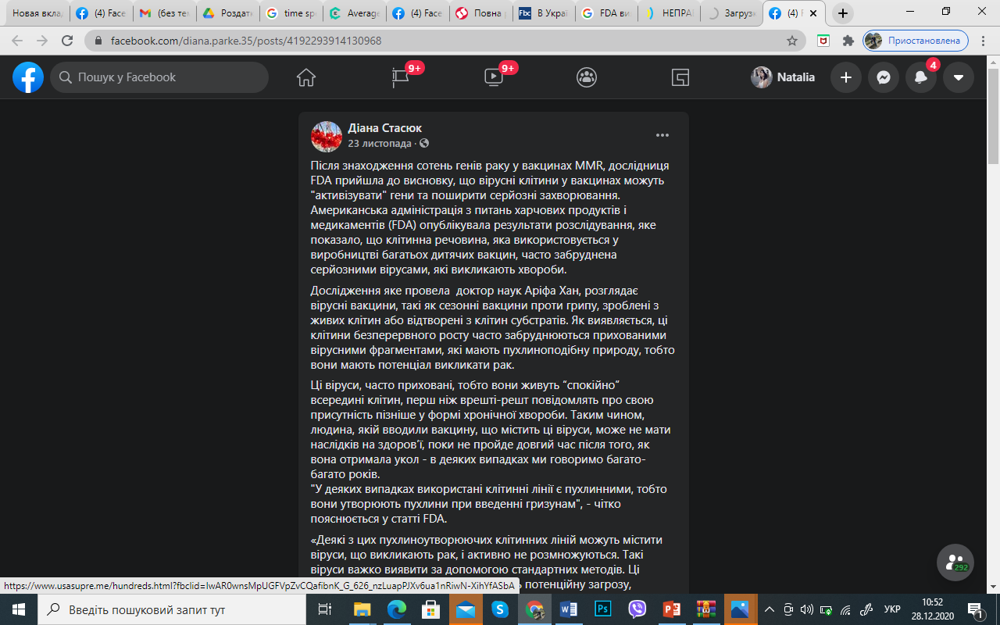 Новая вкла
(4) Face
(без тем
Роздатк
time spe
Average
(4) Face
Повна р
В Украї
FDA ви
НЕПРАІ
Загрузк
(4) F
facebook.com/diana.parke.35/posts/4192293914130968
Приостановлена
Пошук у Facebook
9+
9+
Natalia
4
Діана Стасюк
23 листопада ·
Після знаходження сотень генів раку у вакцинах MMR, дослідниця
FDA прийшла до висновку, що вірусні клітини у вакцинах можуть
"активізувати" гени та поширити серйозні захворювання.
Американська адміністрація з питань харчових продуктів і
медикаментів (FDA) опублікувала результати розслідування, яке
показало, що клітинна речовина, яка використовується у
виробництві багатьох дитячих вакцин, часто забруднена
серйозними вірусами, які викликають хвороби.
Дослідження яке провела доктор наук Аріфа Хан, розглядає
вірусні вакцини, такі як сезонні вакцини проти грипу, зроблені з
живих клітин або відтворені з клітин субстратів. Як виявляється, ці
клітини безперервного росту часто забруднюються прихованими
вірусними фрагментами, які мають пухлиноподібну природу, тобто
вони мають потенціал викликати рак.
Ці віруси, часто приховані, тобто вони живуть “спокійно“
всередині клітин, перш ніж врешті-решт повідомлять про свою
присутність пізніше у формі хронічної хвороби. Таким чином,
людина, якій вводили вакцину, що містить ці віруси, може не мати
наслідків на здоров’ї, поки не пройде довгий час після того, як
вона отримала укол - в деяких випадках ми говоримо багато-
багато років.
"У деяких випадках використані клітинні лінії є пухлинними, тобто
вони утворюють пухлини при введенні гризунам", - чітко
пояснюється у статті FDA.
«Деякі з цих пухлиноутворюючих клітинних ліній можуть містити
віруси, що викликають рак, і активно не розмножуються. Такі
віруси важко виявити за допомогою стандартних методів. Ці
потенційну загрозу,
292
https://www.usasupre.me/hundreds.html?fbclid=IwAR0wnsMpUGFVpZvCQafibnK_G_626_nzLuapPJXv6ua1nRiwN-XihYfASbA
Введіть пошуковий запит тут
УКР
10:52
28.12.2020
1